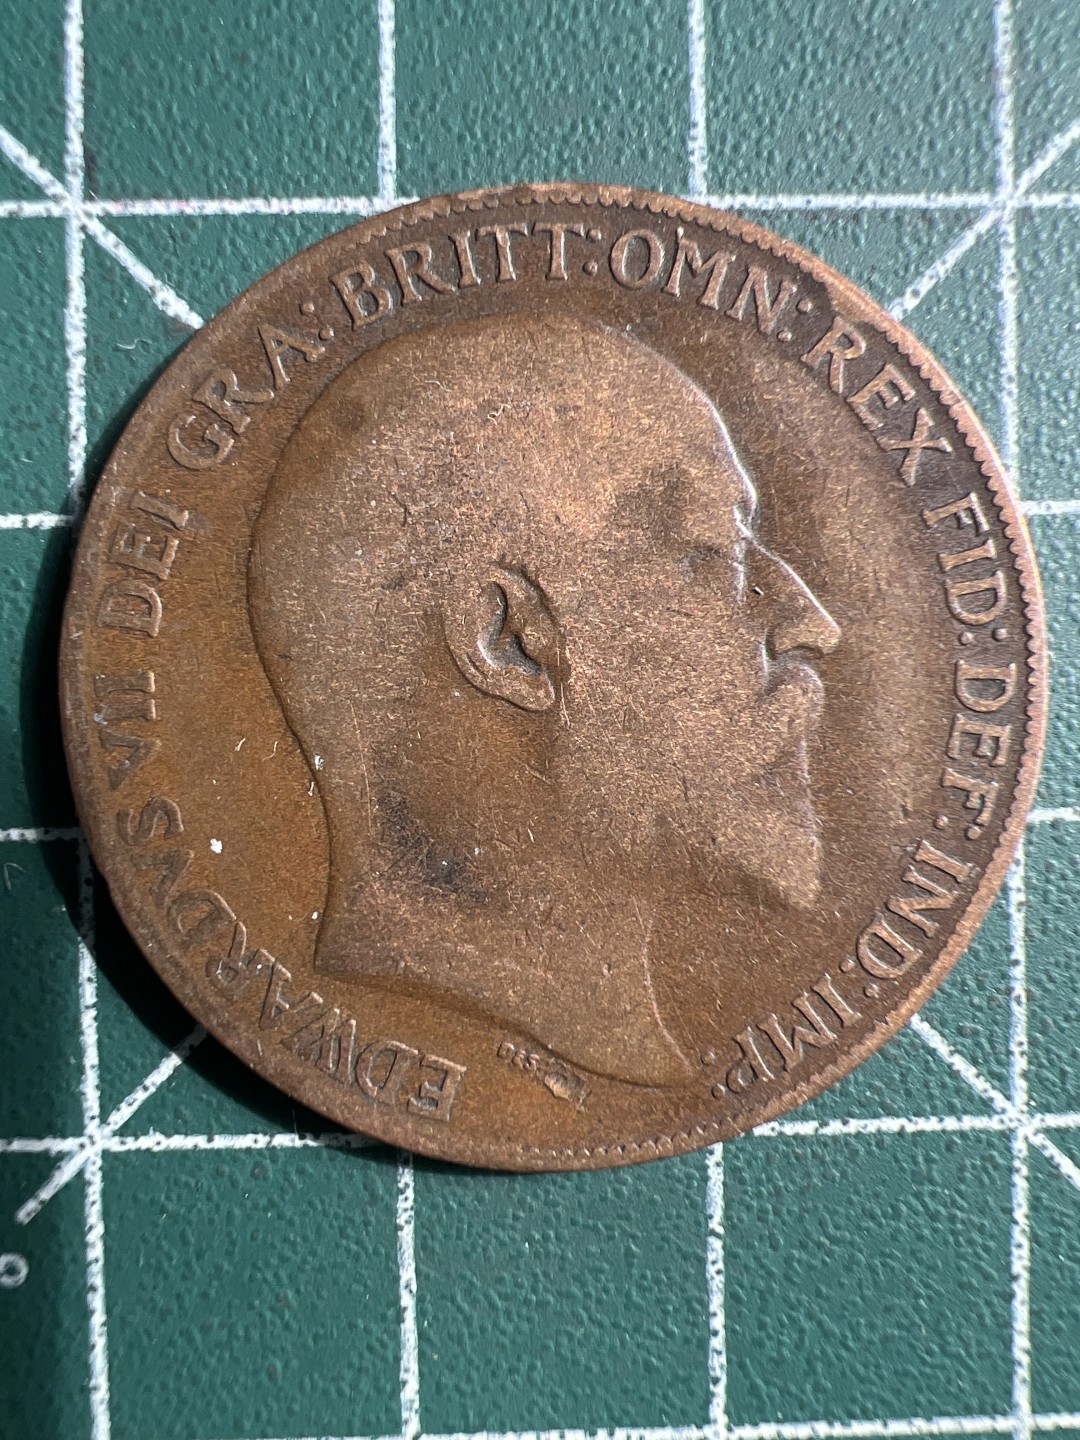 EDWARDVS VII DEI GRA: BRITT: OMN: REX FID: DEF: IND: IMP:
DES